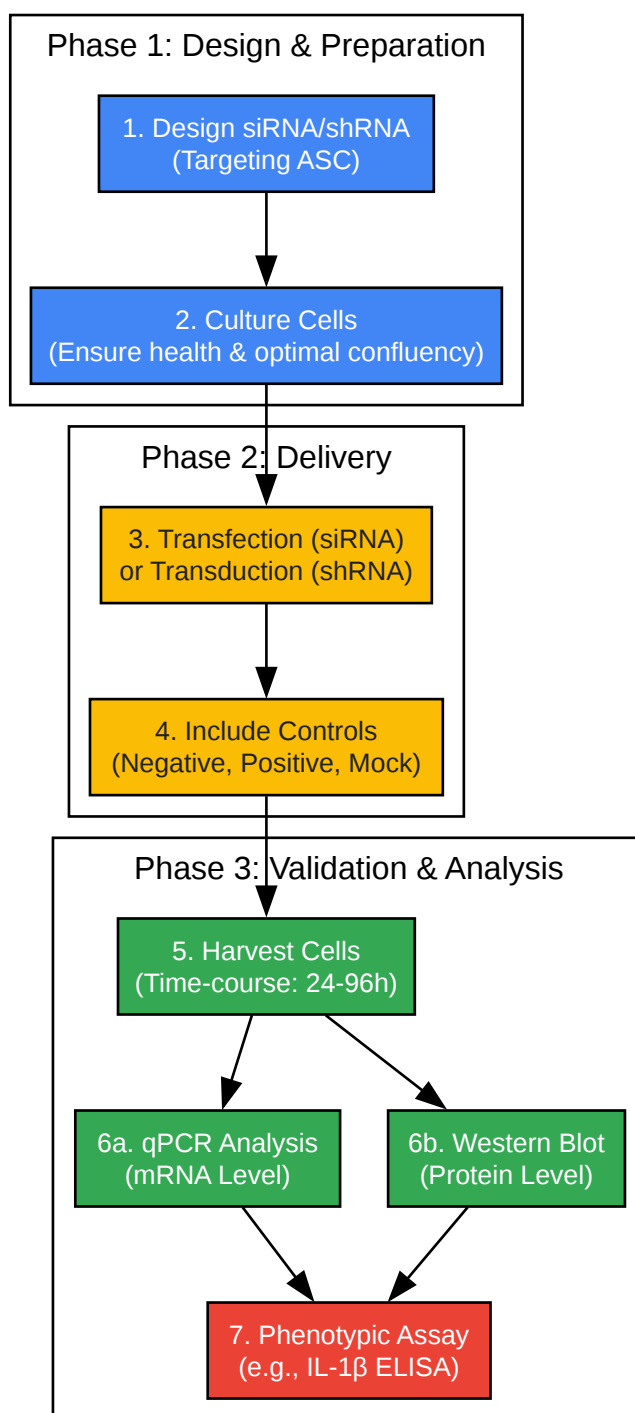 Phase 1: Design & Preparation
1. Design siRNA/shRNA
(Targeting ASC)
2. Culture Cells
(Ensure health & optimal confluency)
Phase 2: Delivery
3. Transfection (siRNA)
or Transduction (shRNA)
4. Include Controls
(Negative, Positive, Mock)
Phase 3: Validation & Analysis
5. Harvest Cells
(Time-course: 24-96h)
6a. qPCR Analysis
(mRNA Level)
6b. Western Blot
(Protein Level)
7. Phenotypic Assay
(e.g., IL-1β ELISA)